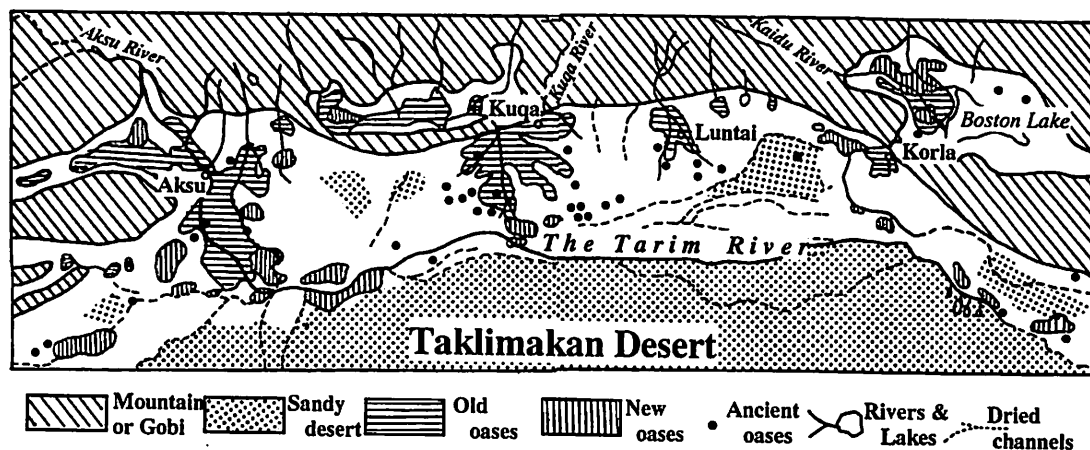 Aksu River
Kuqa River
Kaidu River
Kuqa
Boston Lake
Luntai
Korla
Aksu
The Tarim River
Taklimakan Desert
Mountain
or Gobi
Sandy
desert
Old
oases
New
oases
Ancient
oases
Rivers &
Lakes
Dried
channels